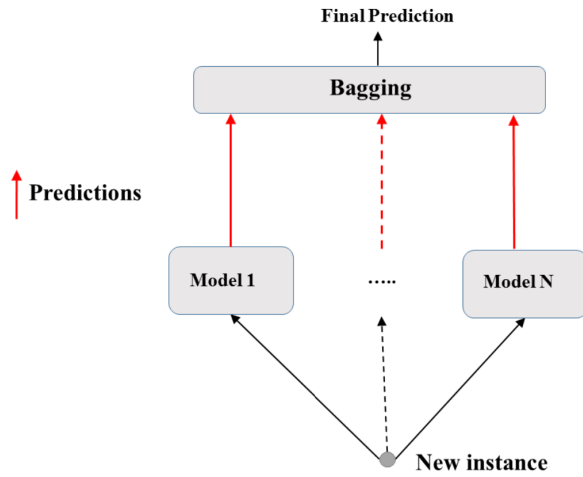 Final Prediction
Bagging
Predictions
Model 1
.....
Model N
New instance